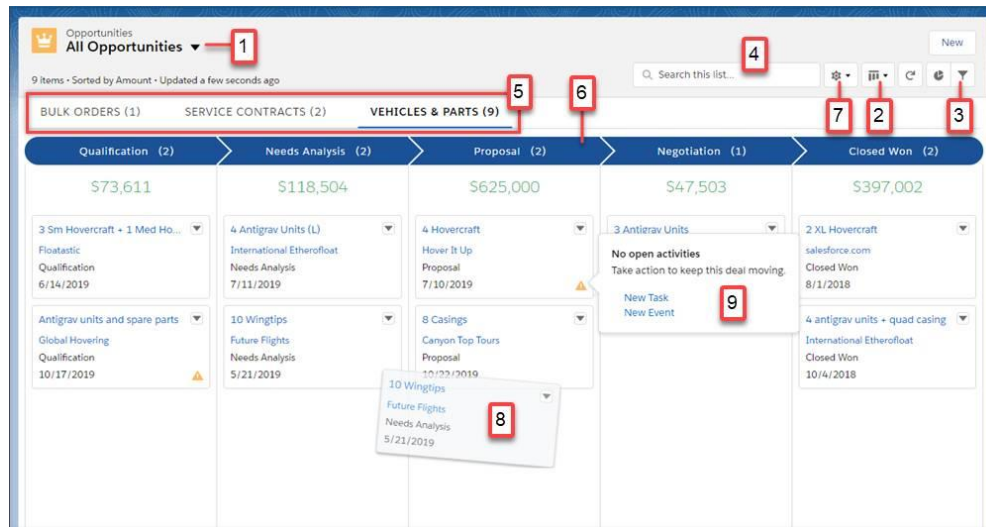 Opportunities
All Opportunities
1
New
4
9 items • Sorted by Amount • Updated a few seconds ago
Search this list...
5
6
7
2
3
BULK ORDERS (1)
SERVICE CONTRACTS (2)
VEHICLES & PARTS (9)
Qualification (2)
Needs Analysis (2)
Proposal (2)
Negotiation (1)
Closed Won (2)
$73,611
$118,504
$625,000
$47,503
$397,002
3 Sm Hovercraft + 1 Med Ho...
Floatastic
Qualification
6/14/2019
4 Antigrav Units (L)
International Etherofloat
Needs Analysis
7/11/2019
4 Hovercraft
Hover It Up
Proposal
7/10/2019
3 Antigrav Units
No open activities
Take action to keep this deal moving.
New Task
New Event
9
2 XL Hovercraft
salesforce.com
Closed Won
8/1/2018
Antigrav units and spare parts
Global Hovering
Qualification
10/17/2019
10 Wingtips
Future Flights
Needs Analysis
5/21/2019
8 Casings
Canyon Top Tours
Proposal
10/22/2019
4 antigrav units + quad casing
International Etherofloat
Closed Won
10/4/2018
10 Wingtips
Future Flights
Needs Analysis
5/21/2019
8